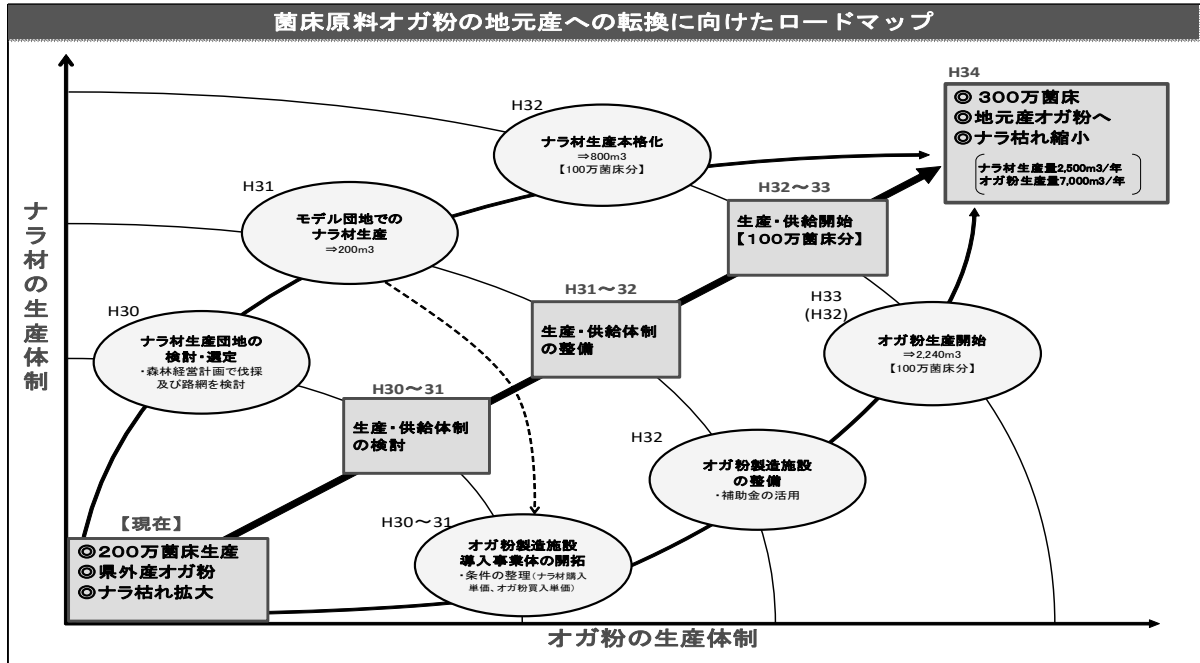 菌床原料オガ粉の地元産への転換に向けたロードマップ
ナラ材の生産体制
H34
◎ 300万菌床
◎地元産オガ粉へ
◎ナラ枯れ縮小
ナラ材生産量2,500m3/年
オガ粉生産量7,000m3/年
H32
ナラ材生産本格化
⇒800m3
【100万菌床分】
H31
モデル団地での
ナラ材生産
⇒200m3
H32～33
生産・供給開始
【100万菌床分】
H30
ナラ材生産団地の
検討・選定
・森林経営計画で伐採
及び路網を検討
H31～32
生産・供給体制
の整備
H33
(H32)
オガ粉生産開始
⇒2,240m3
【100万菌床分】
H30～31
生産・供給体制
の検討
H32
オガ粉製造施設
の整備
・補助金の活用
【現在】
◎200万菌床生産
◎県外産オガ粉
◎ナラ枯れ拡大
H30～31
オガ粉製造施設
導入事業体の開拓
・条件の整理(ナラ材購入
単価、オガ粉買入単価)
オガ粉の生産体制